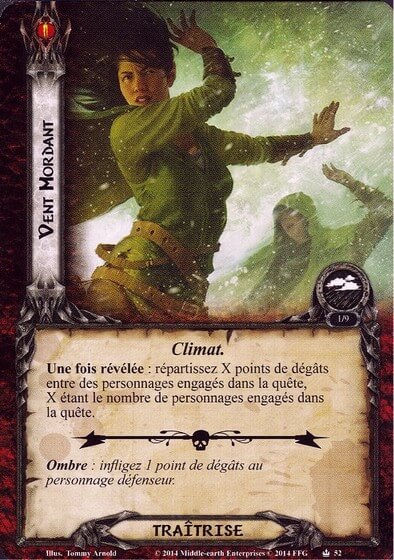 VENT MORDANT
1/9
Climat.
Une fois révélée : répartissez X points de dégâts
entre des personnages engagés dans la quête,
X étant le nombre de personnages engagés dans
la quête.
Ombre : infligez 1 point de dégâts au
personnage défenseur.
TRAÎTRISE
Illus. Tommy Arnold © 2014 Middle-earth Enterprises © 2014 FFG 52